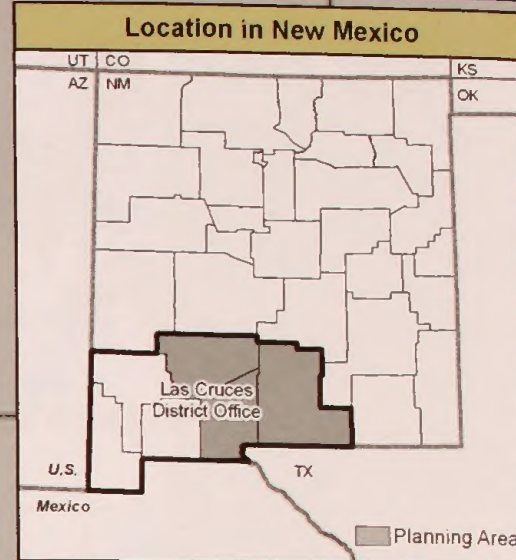 Location in New Mexico
UT CO
KS
AZ NM
OK
Las Cruces
District Office
U.S.
TX
Mexico
Planning Area